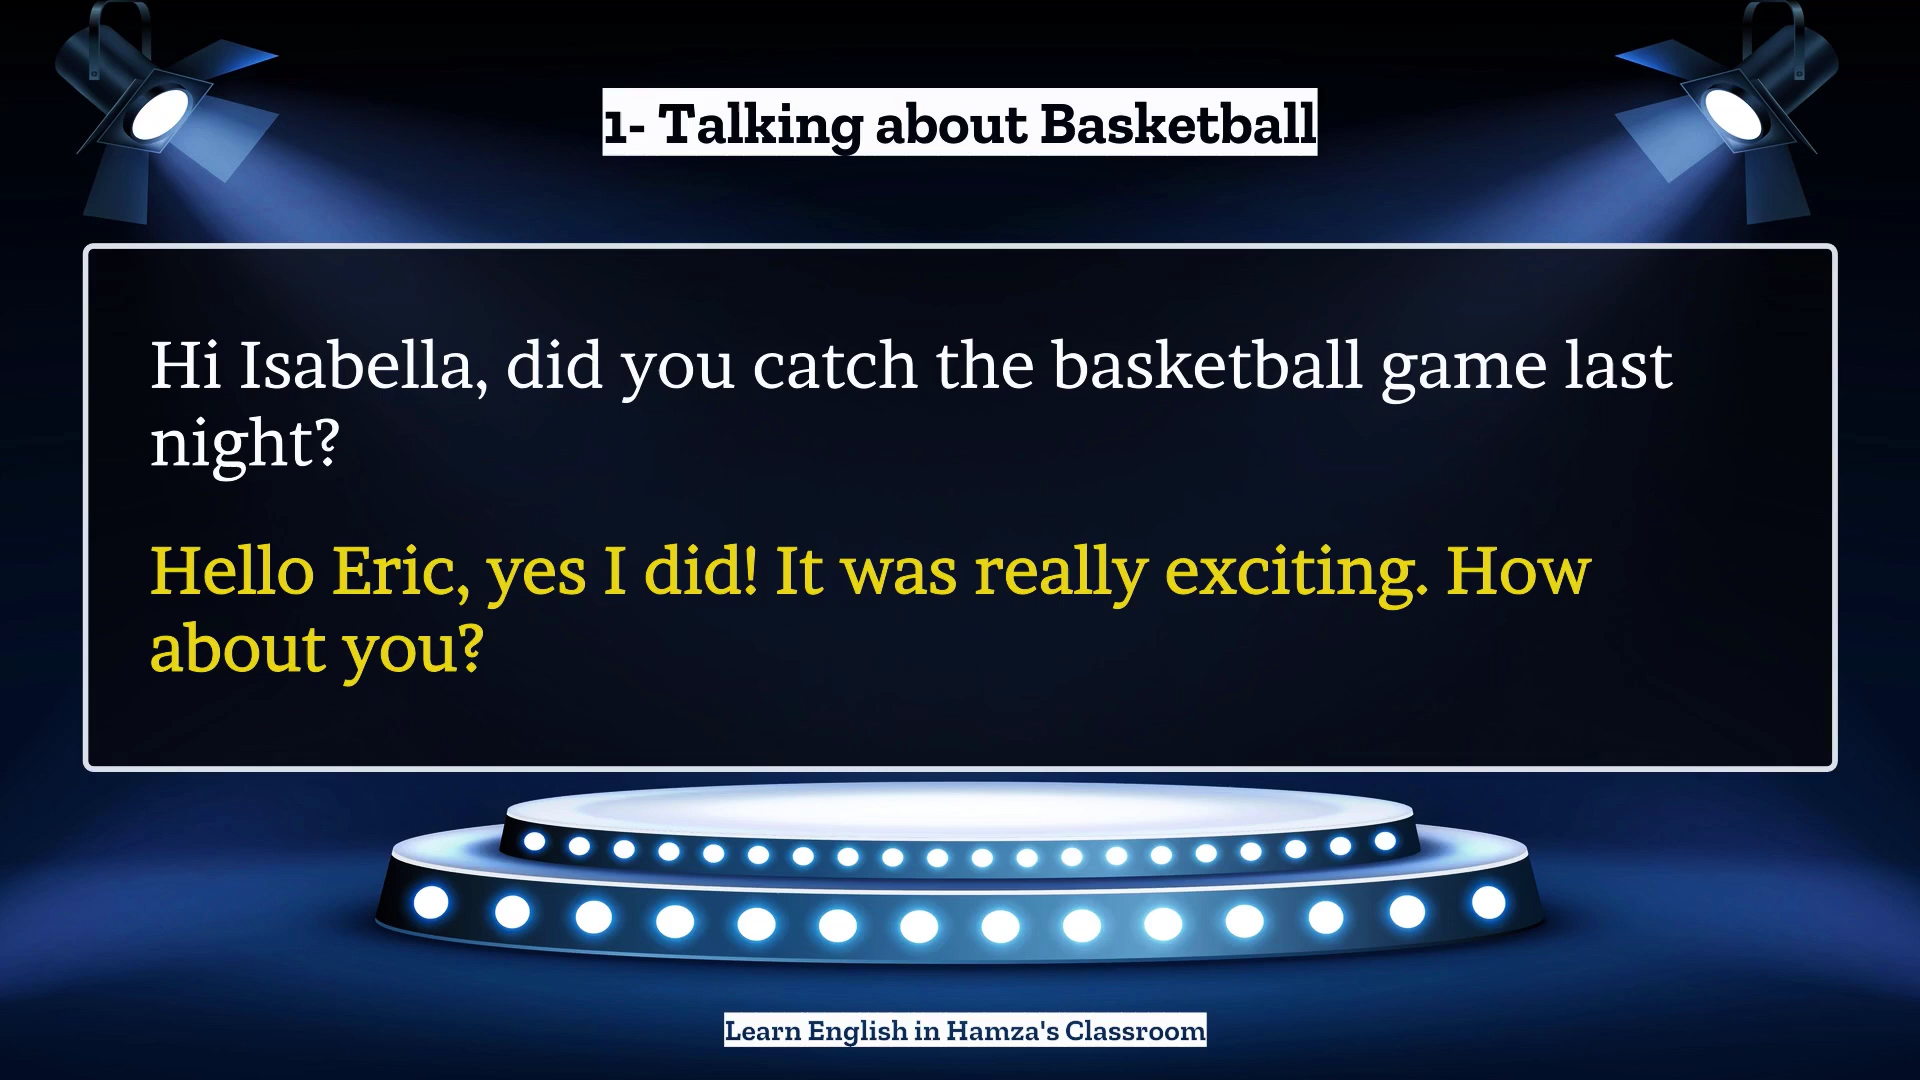 1- Talking about Basketball
Hi Isabella, did you catch the basketball game last
night?
Hello Eric, yes I did! It was really exciting. How
about you?
Learn English in Hamza's Classroom